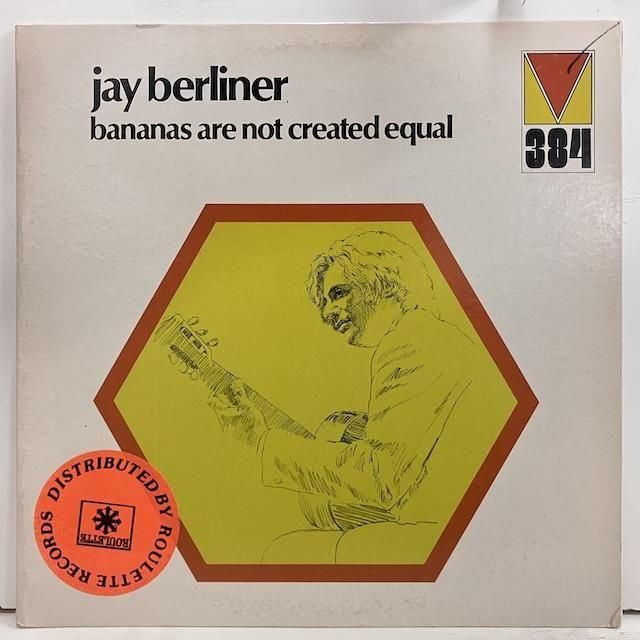 jay berliner
bananas are not created equal
384
DISTRIBUTED BY ROULETTE RECORDS
ROULETTE